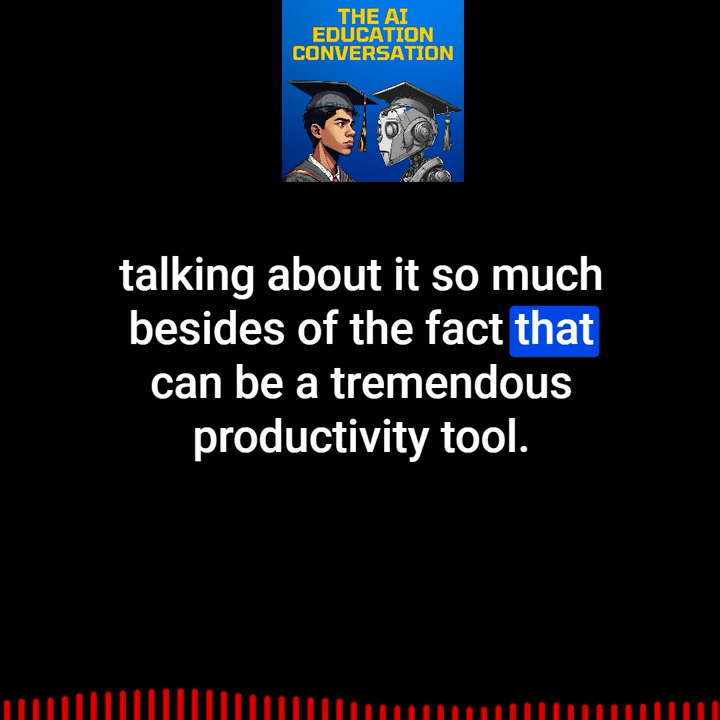 THE AI
EDUCATION
CONVERSATION
talking about it so much
besides of the fact that
can be a tremendous
productivity tool.